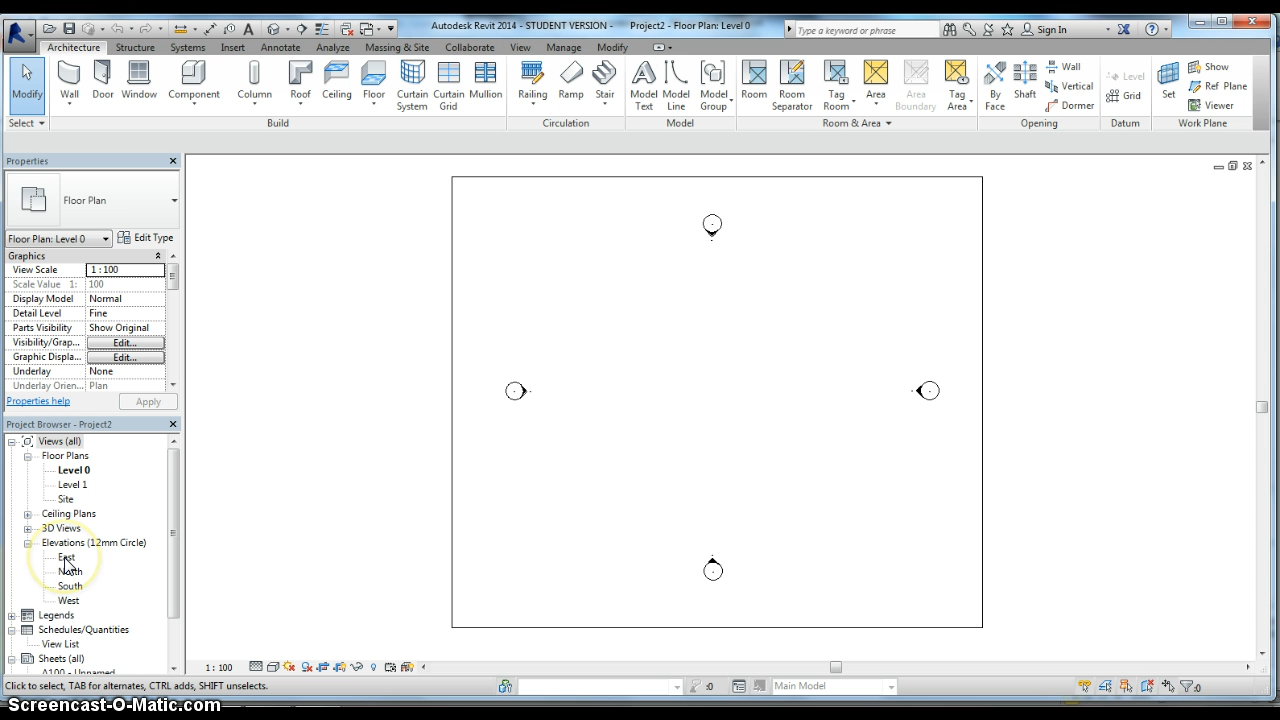 Autodesk Revit 2014 - STUDENT VERSION - Project2 - Floor Plan: Level 0
Type a keyword or phrase
Sign In
Architecture Structure Systems Insert Annotate Analyze Massing & Site Collaborate View Manage Modify
Modify Wall Door Window Component Column Roof Ceiling Floor Curtain System Curtain Grid Mullion Railing Ramp Stair Model Text Model Line Model Group Room Room Separator Tag Room Area Area Boundary Tag Area By Face Shaft Wall Vertical Dormer Level Grid Set Show Ref Plane Viewer
Select Build Circulation Model Room & Area Opening Datum Work Plane
Properties
Floor Plan
Floor Plan: Level 0 Edit Type
Graphics
View Scale 1 : 100
Scale Value 1: 100
Display Model Normal
Detail Level Fine
Parts Visibility Show Original
Visibility/Grap... Edit...
Graphic Displa... Edit...
Underlay None
Underlay Orien... Plan
Properties help Apply
Project Browser - Project2
Views (all)
Floor Plans
Level 0
Level 1
Site
Ceiling Plans
3D Views
Elevations (12mm Circle)
East
North
South
West
Legends
Schedules/Quantities
View List
Sheets (all)
A100 - Unnamed
1 : 100
Click to select, TAB for alternates, CTRL adds, SHIFT unselects.
:0
Main Model
:0
Screencast-O-Matic.com